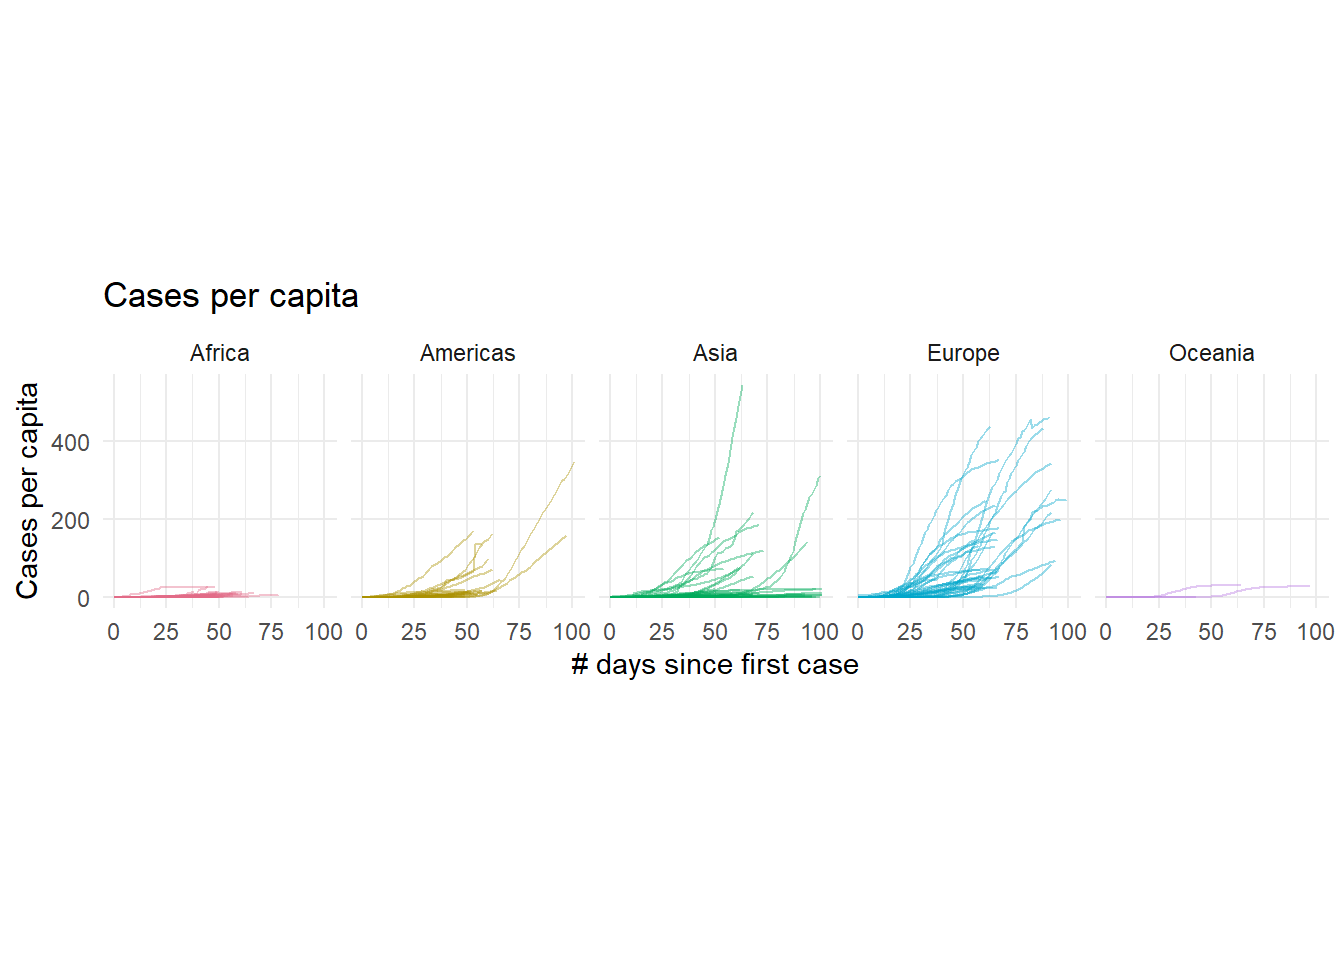 Cases per capita
Africa Americas Asia Europe Oceania
Cases per capita
400
200
0
0 25 50 75 100 0 25 50 75 100 0 25 50 75 100 0 25 50 75 100 0 25 50 75 100
# days since first case